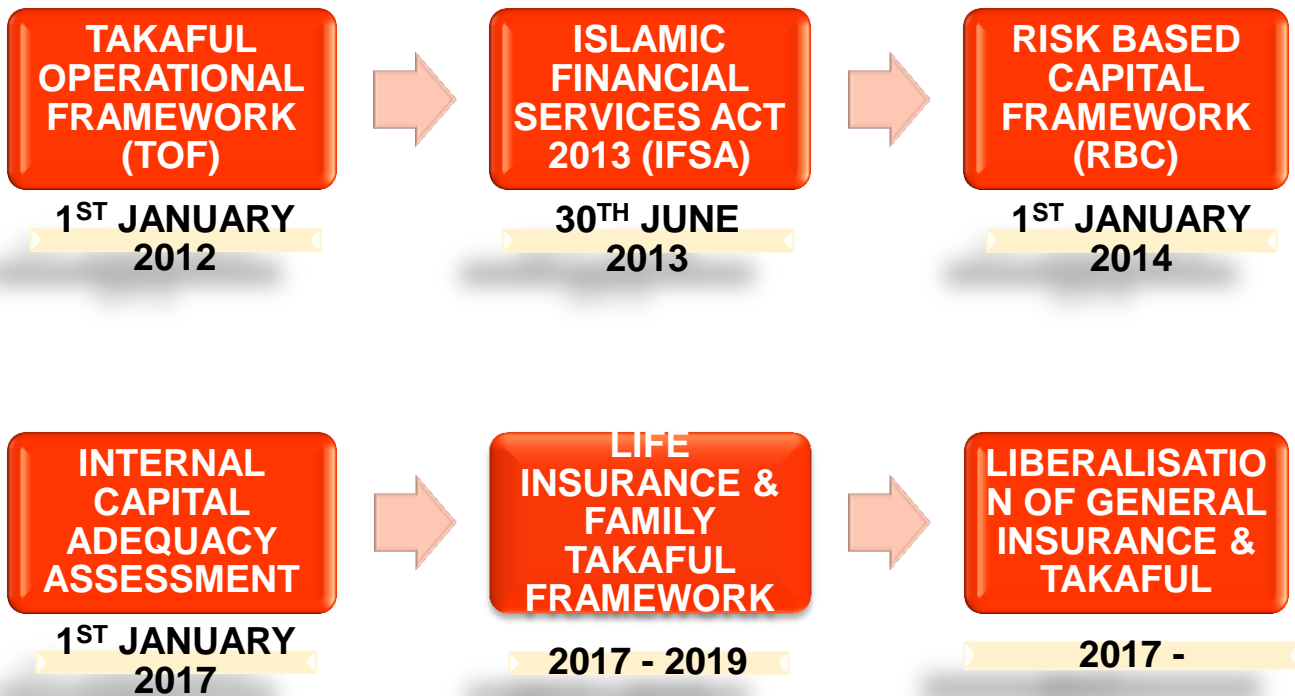 TAKAFUL
OPERATIONAL
FRAMEWORK
(TOF)
1ST JANUARY
2012
ISLAMIC
FINANCIAL
SERVICES ACT
2013 (IFSA)
30TH JUNE
2013
RISK BASED
CAPITAL
FRAMEWORK
(RBC)
1ST JANUARY
2014
INTERNAL
CAPITAL
ADEQUACY
ASSESSMENT
1ST JANUARY
2017
LIFE
INSURANCE &
FAMILY
TAKAFUL
FRAMEWORK
2017 - 2019
LIBERALISATIO
N OF GENERAL
INSURANCE &
TAKAFUL
2017 -